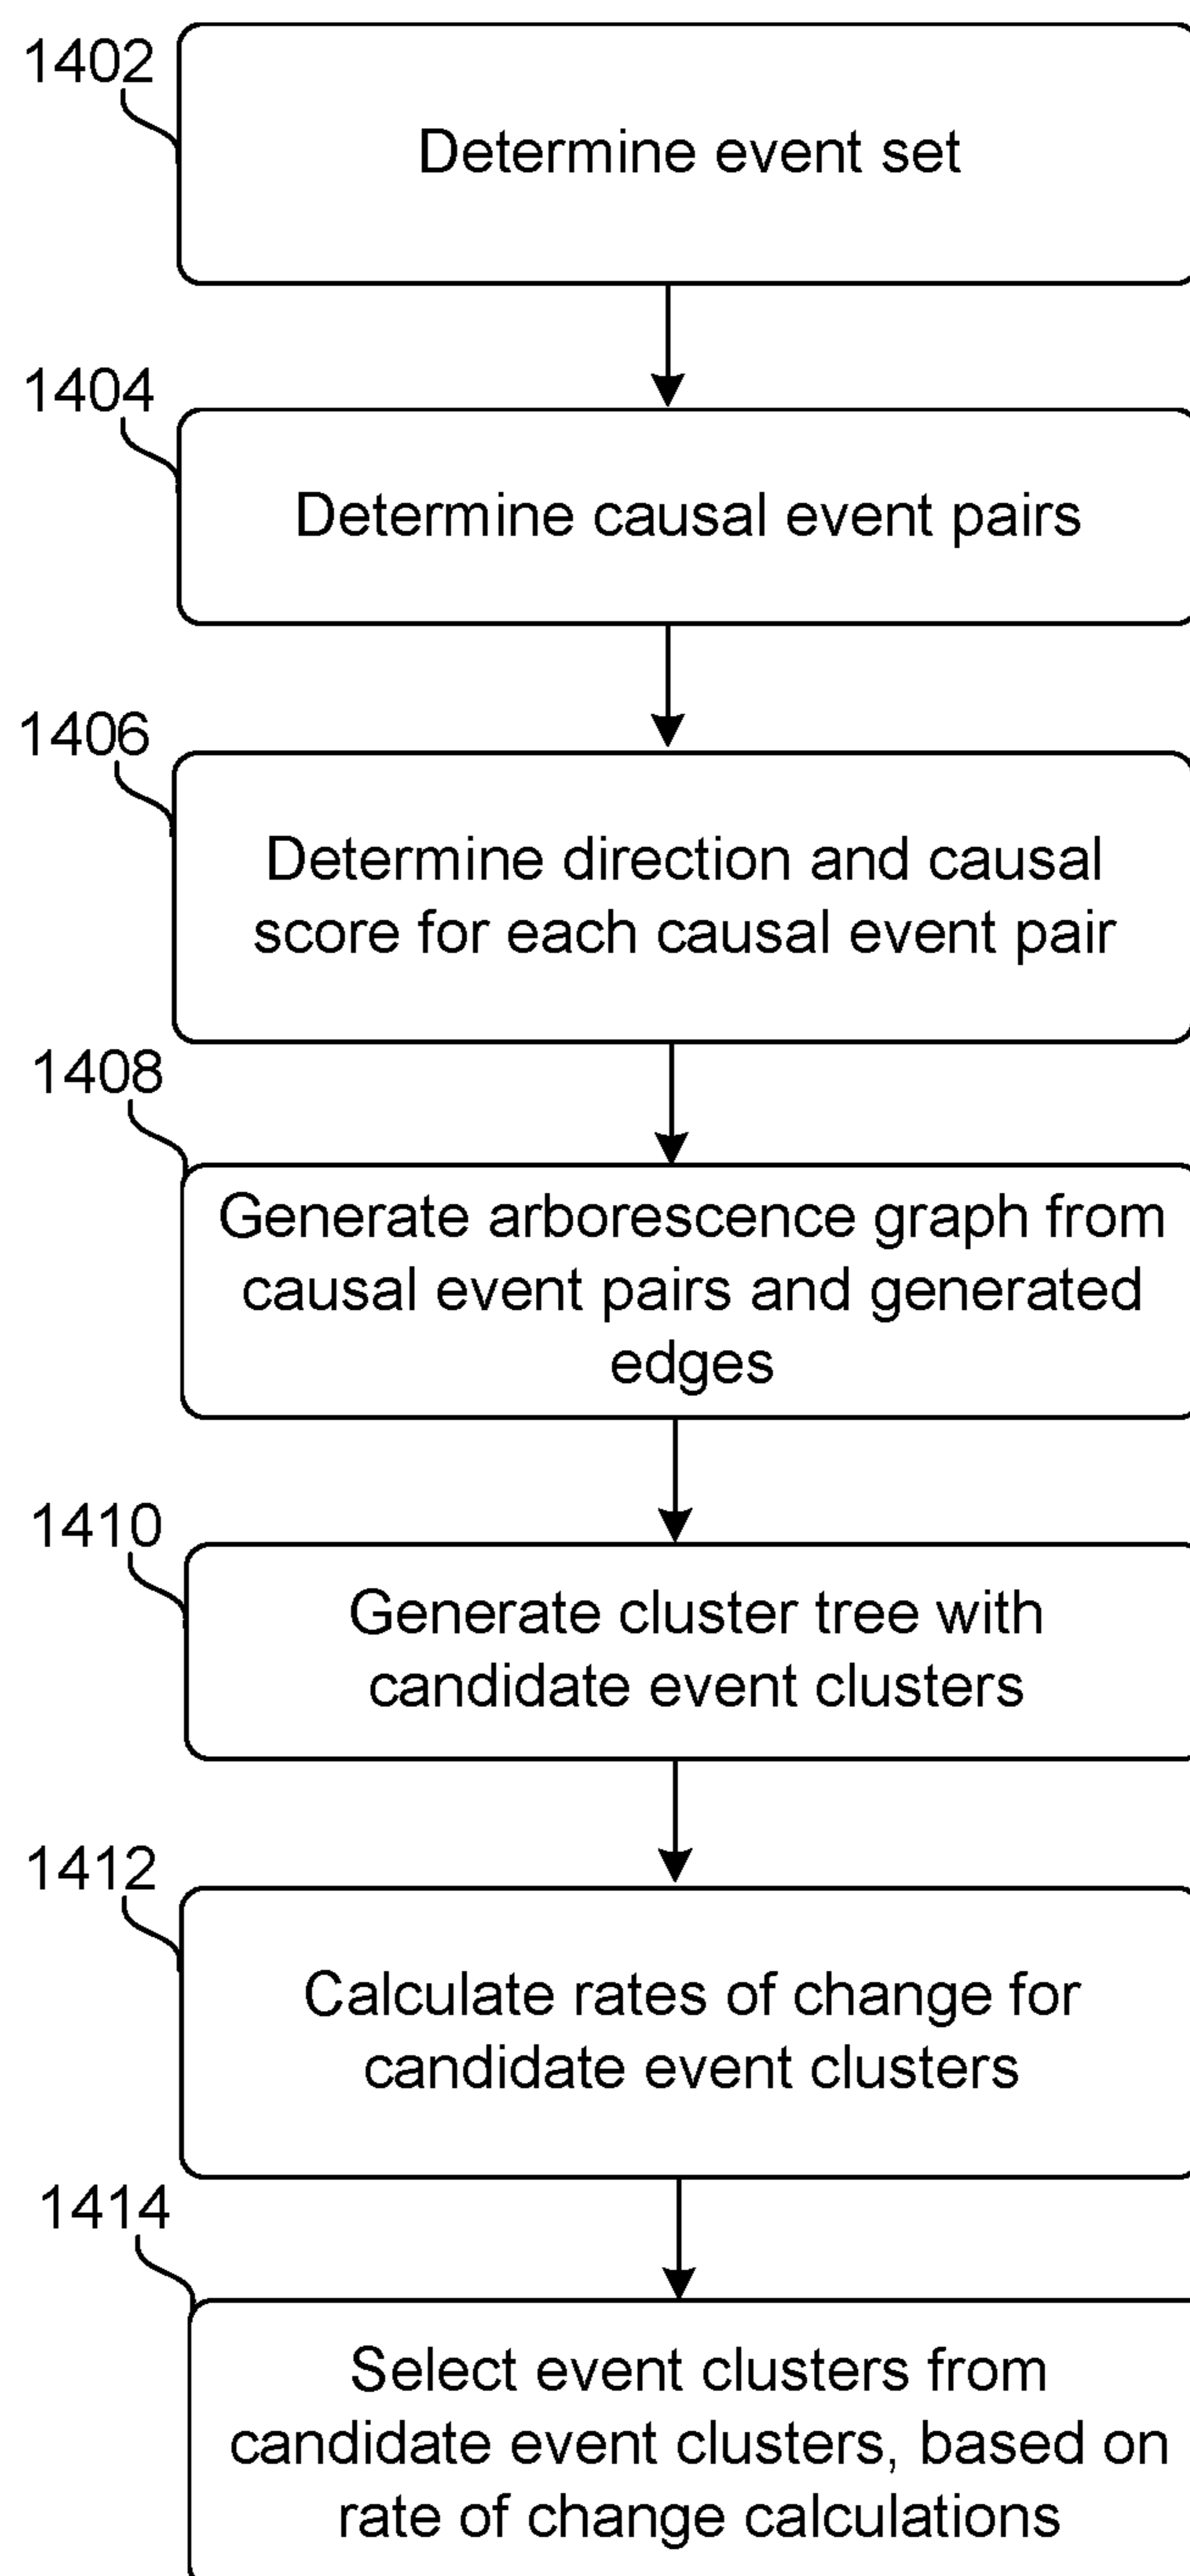 1402
Determine event set
1404
Determine causal event pairs
1406
Determine direction and causal
score for each causal event pair
1408
Generate arborescence graph from
causal event pairs and generated
edges
1410
Generate cluster tree with
candidate event clusters
1412
Calculate rates of change for
candidate event clusters
1414
Select event clusters from
candidate event clusters, based on
rate of change calculations